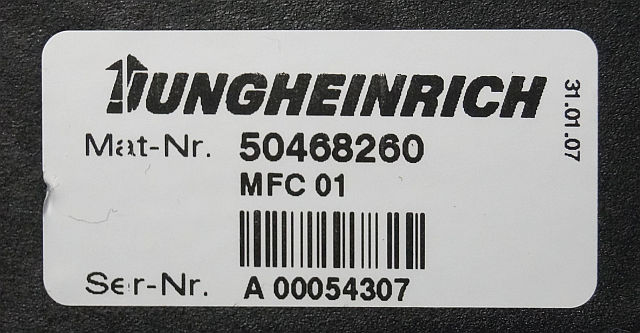 JUNGHEINRICH
31.01.07
Mat-Nr. 50468260
MFC 01
Ser-Nr. A 00054307